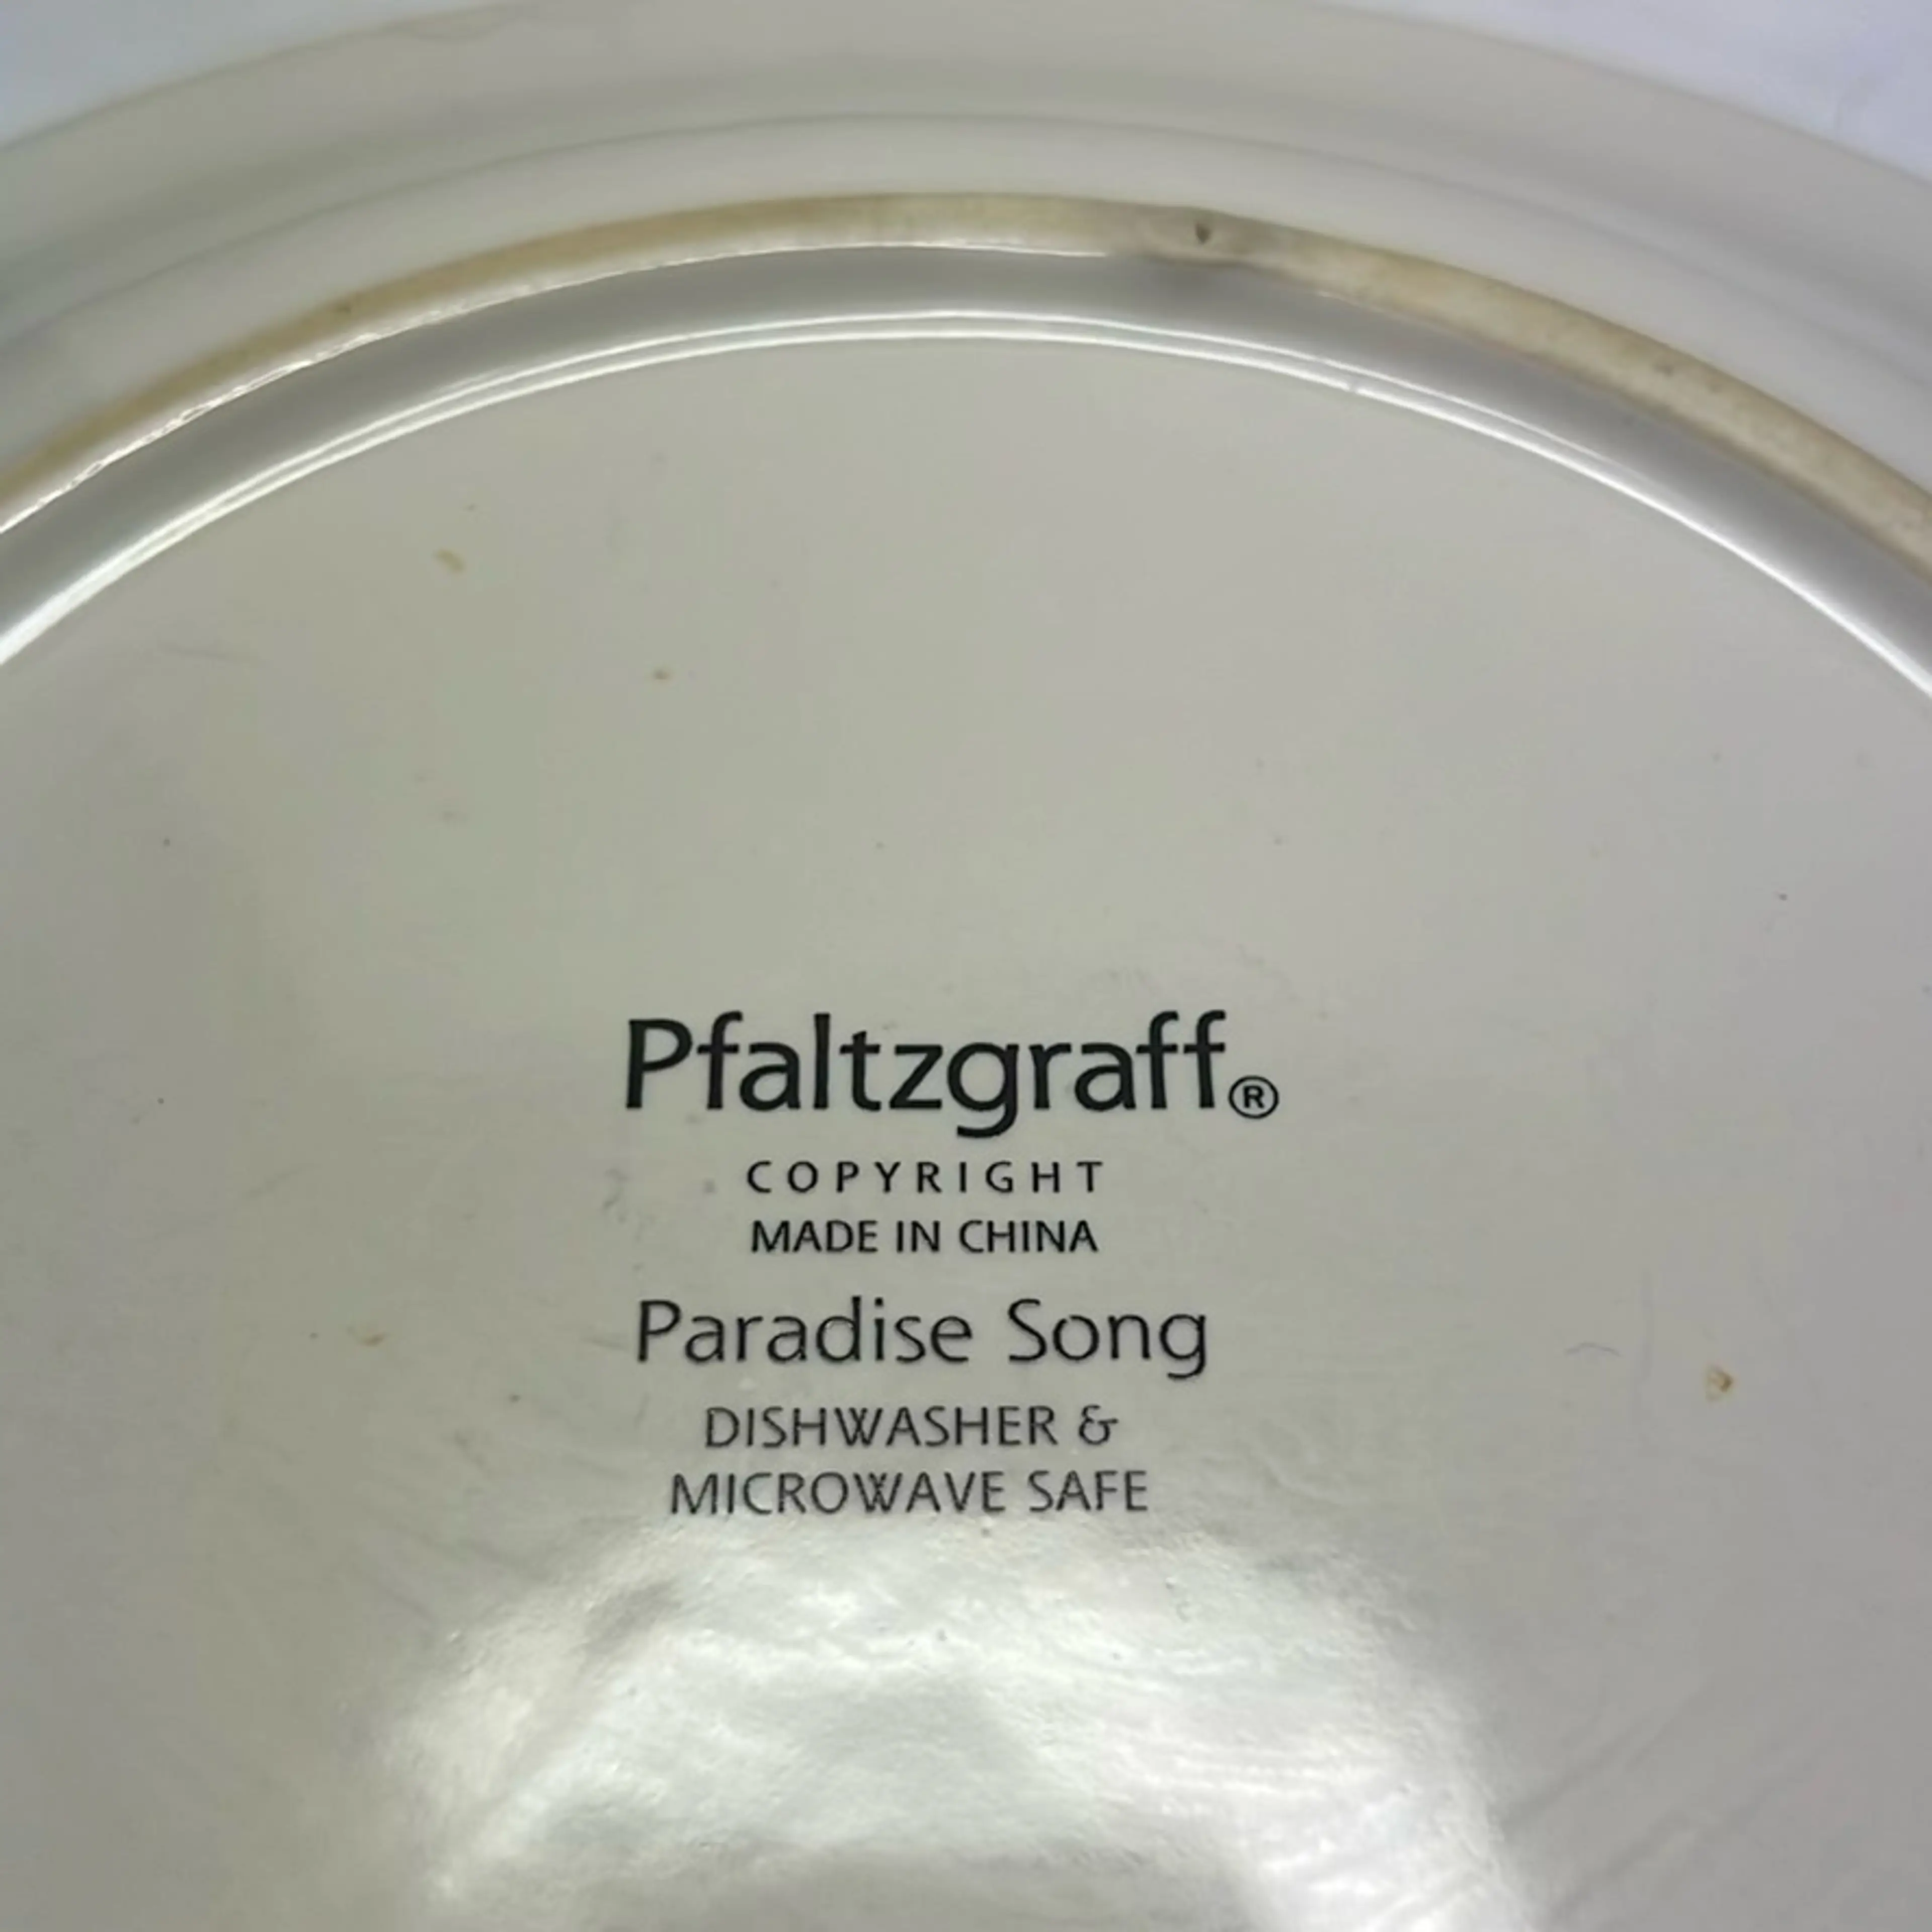 Pfaltzgraff®
COPYRIGHT
MADE IN CHINA
Paradise Song
DISHWASHER &
MICROWAVE SAFE